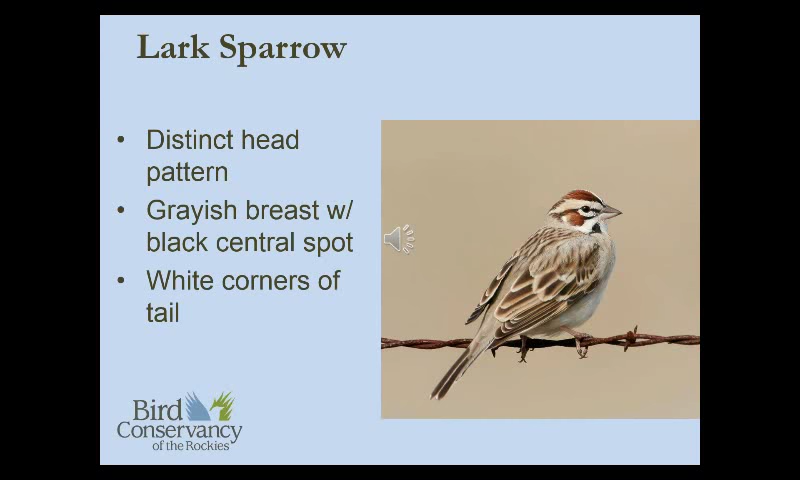 Lark Sparrow
• Distinct head
pattern
• Grayish breast w/
black central spot
• White corners of
tail
Bird
Conservancy
of the Rockies